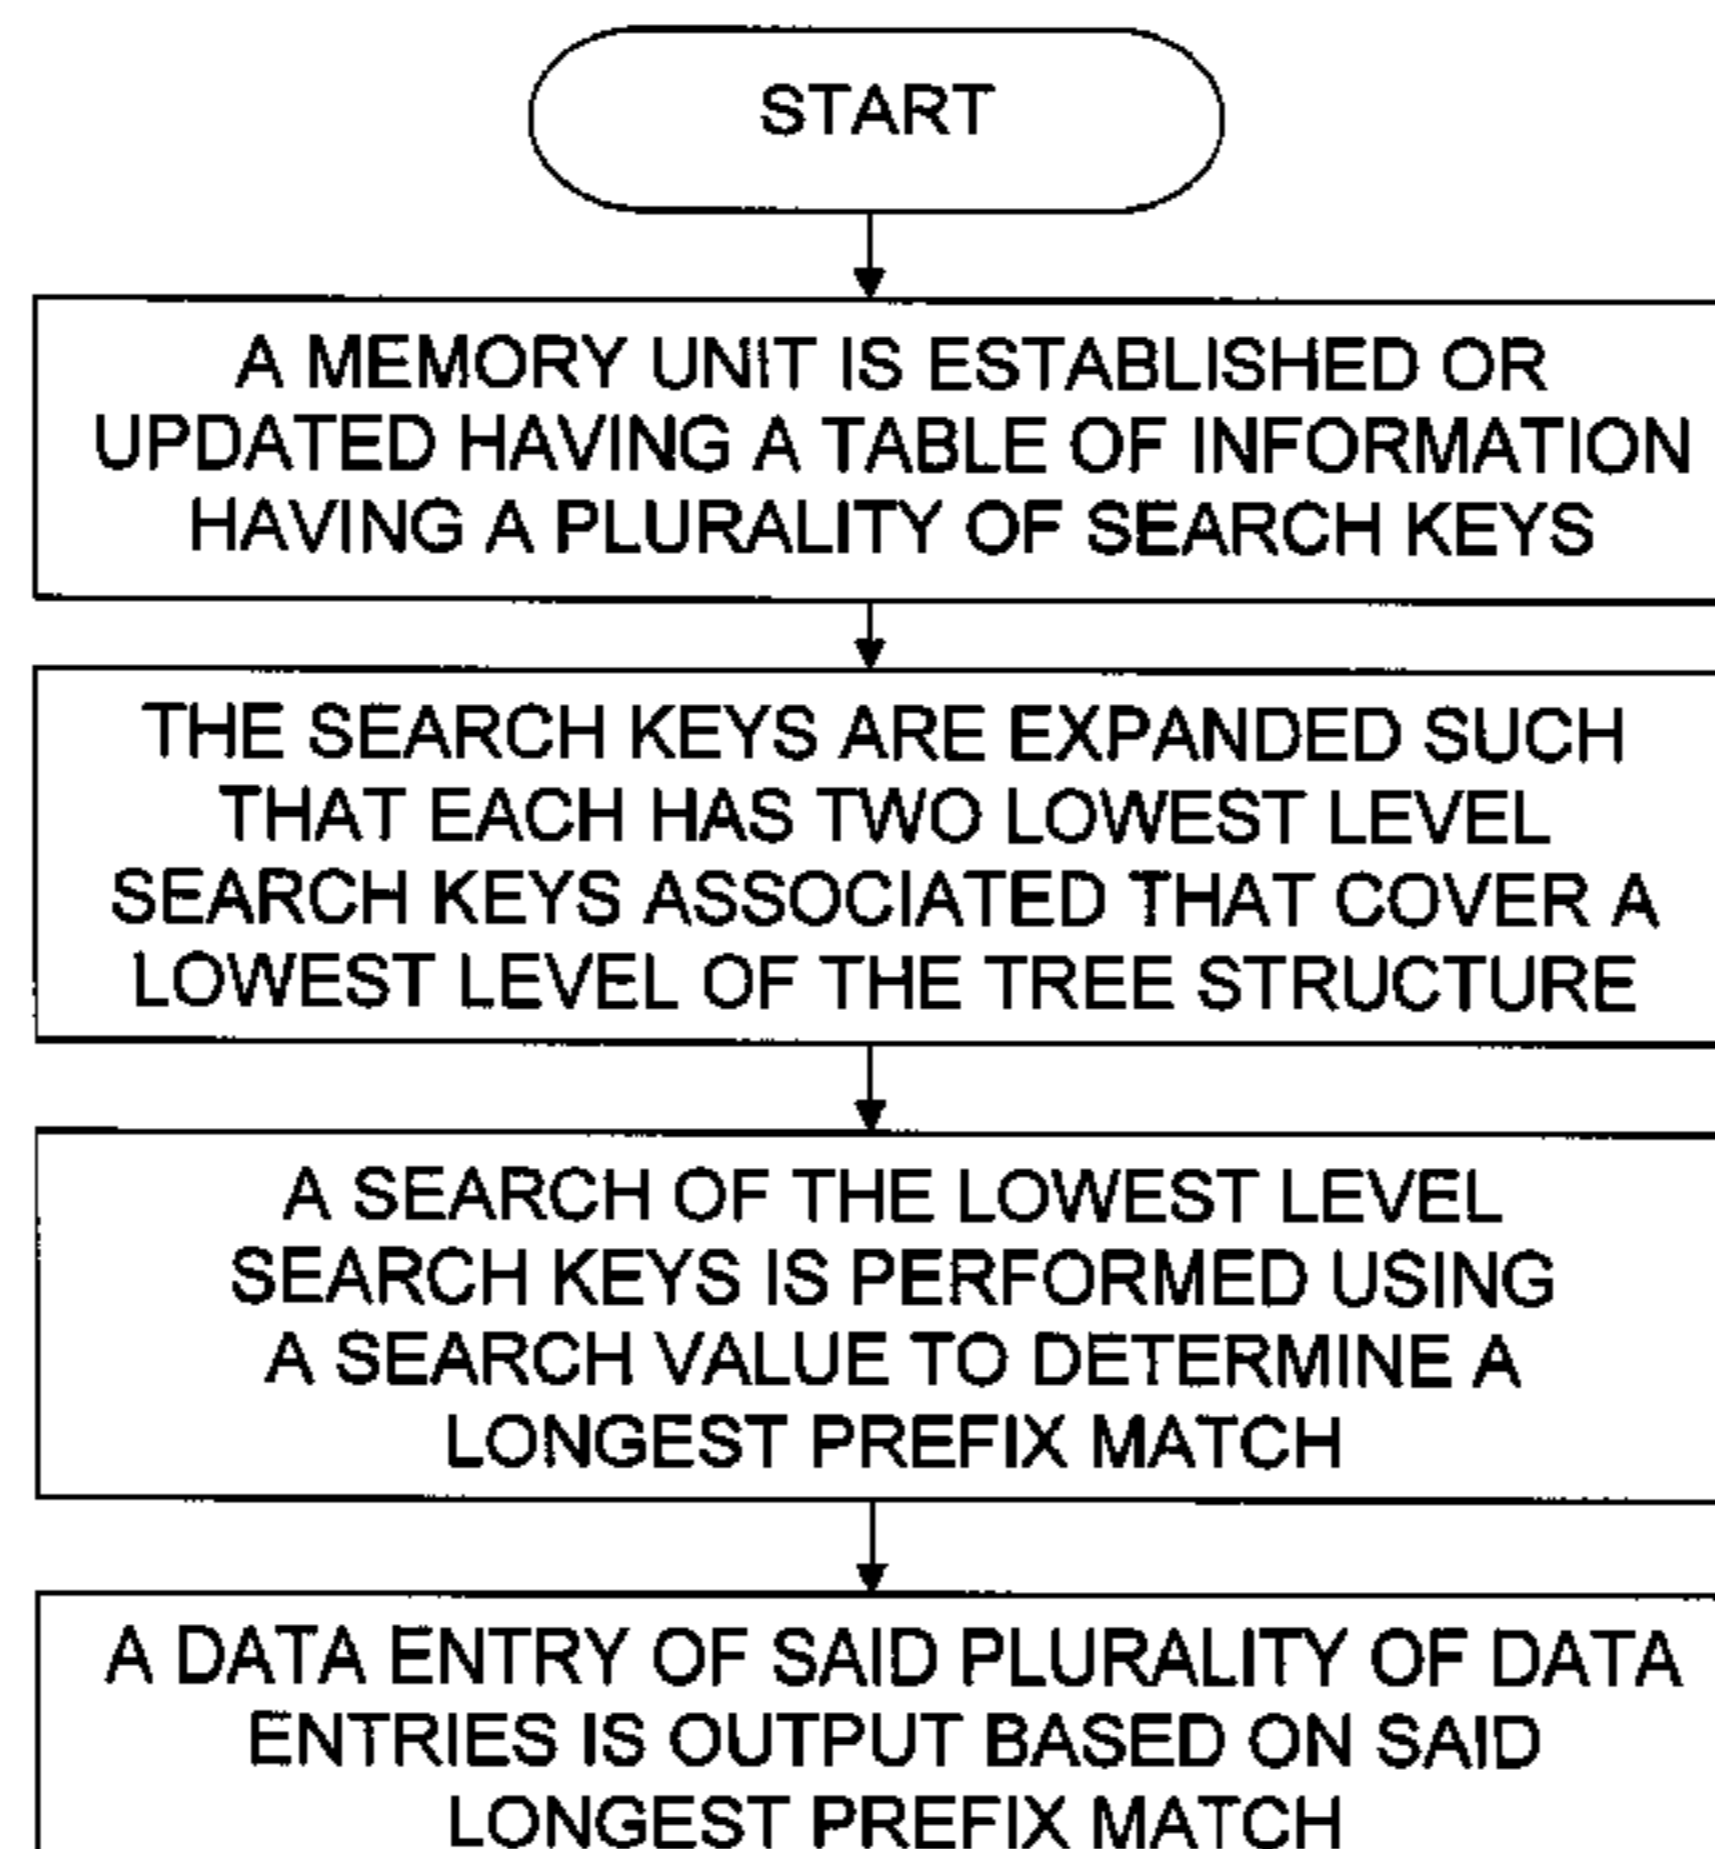 START
A MEMORY UNIT IS ESTABLISHED OR
UPDATED HAVING A TABLE OF INFORMATION
HAVING A PLURALITY OF SEARCH KEYS
THE SEARCH KEYS ARE EXPANDED SUCH
THAT EACH HAS TWO LOWEST LEVEL
SEARCH KEYS ASSOCIATED THAT COVER A
LOWEST LEVEL OF THE TREE STRUCTURE
A SEARCH OF THE LOWEST LEVEL
SEARCH KEYS IS PERFORMED USING
A SEARCH VALUE TO DETERMINE A
LONGEST PREFIX MATCH
A DATA ENTRY OF SAID PLURALITY OF DATA
ENTRIES IS OUTPUT BASED ON SAID
LONGEST PREFIX MATCH